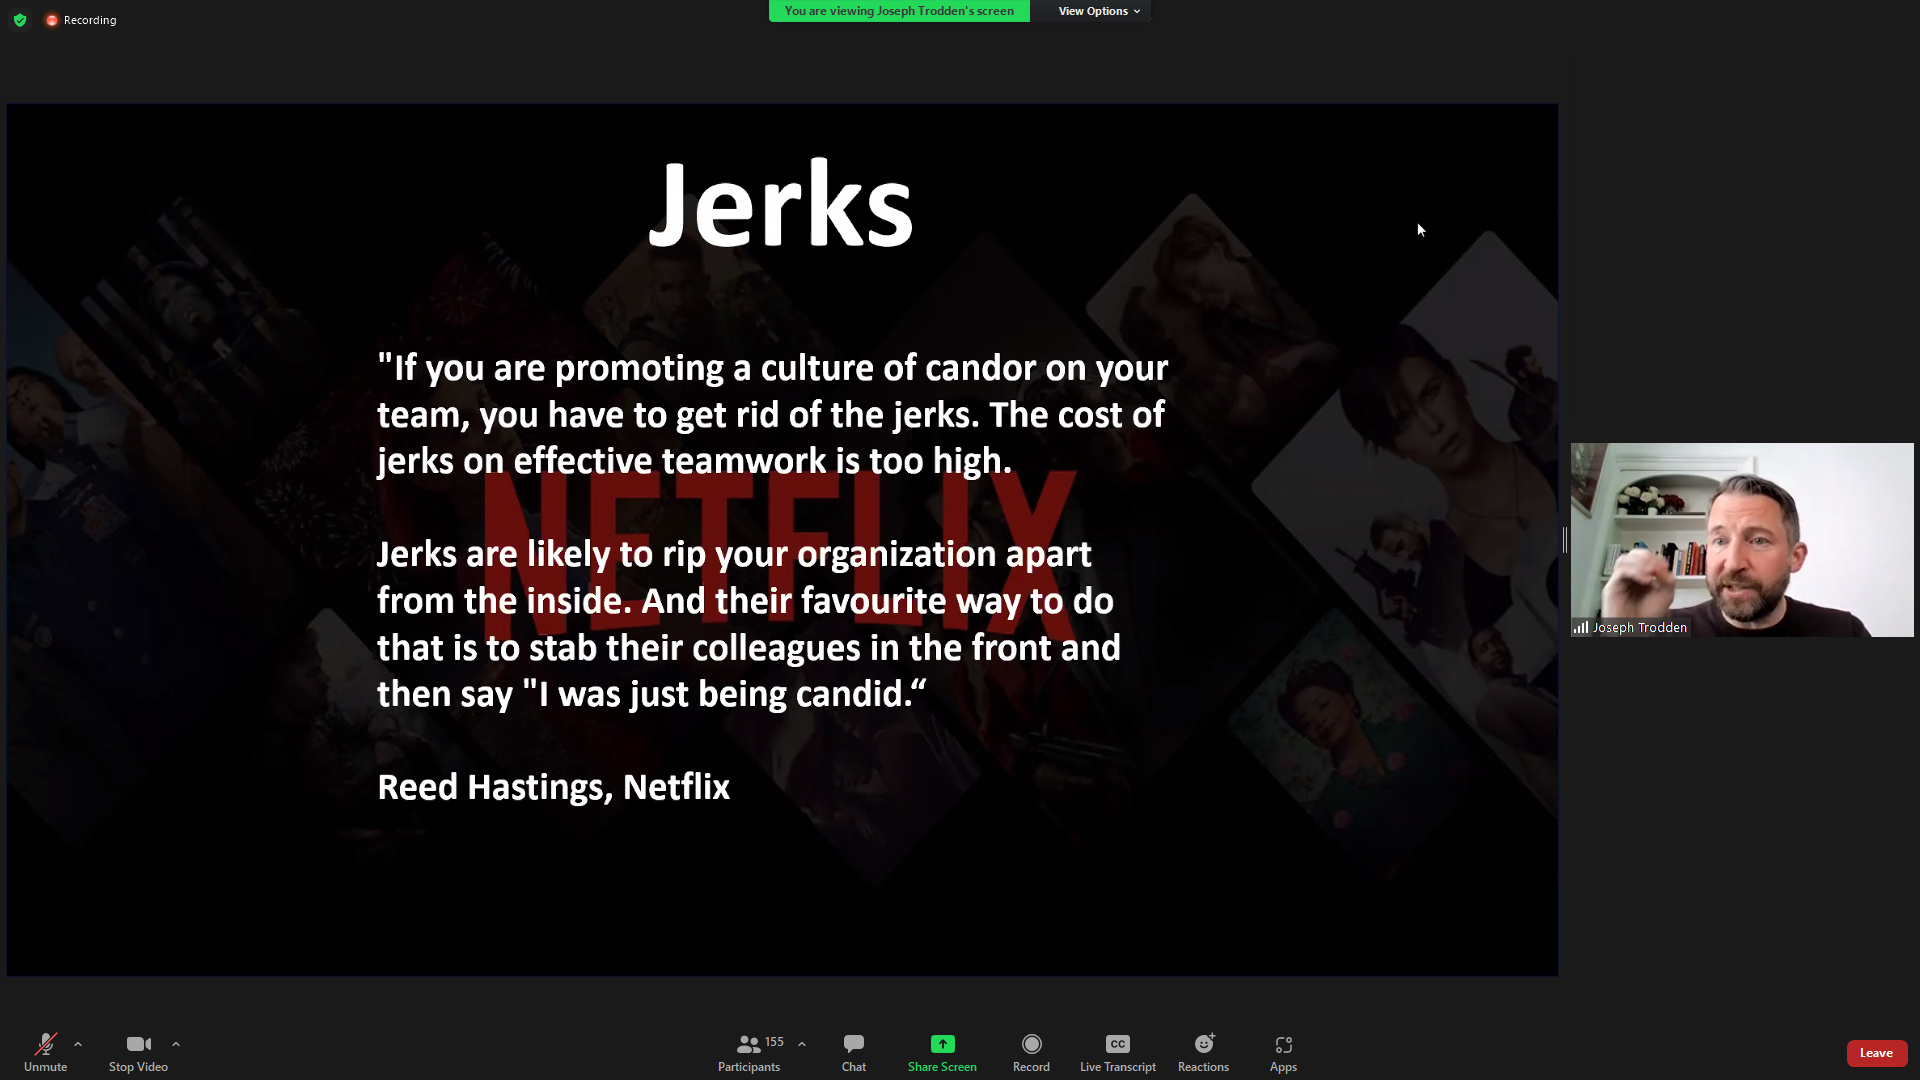 Recording
You are viewing Joseph Trodden's screen
View Options
Jerks
"If you are promoting a culture of candor on your
team, you have to get rid of the jerks. The cost of
jerks on effective teamwork is too high.
NETFLIX
Jerks are likely to rip your organization apart
from the inside. And their favourite way to do
that is to stab their colleagues in the front and
then say "I was just being candid.“
Reed Hastings, Netflix
Joseph Trodden
Unmute
Stop Video
155
Participants
Chat
Share Screen
Record
CC
Live Transcript
Reactions
Apps
Leave